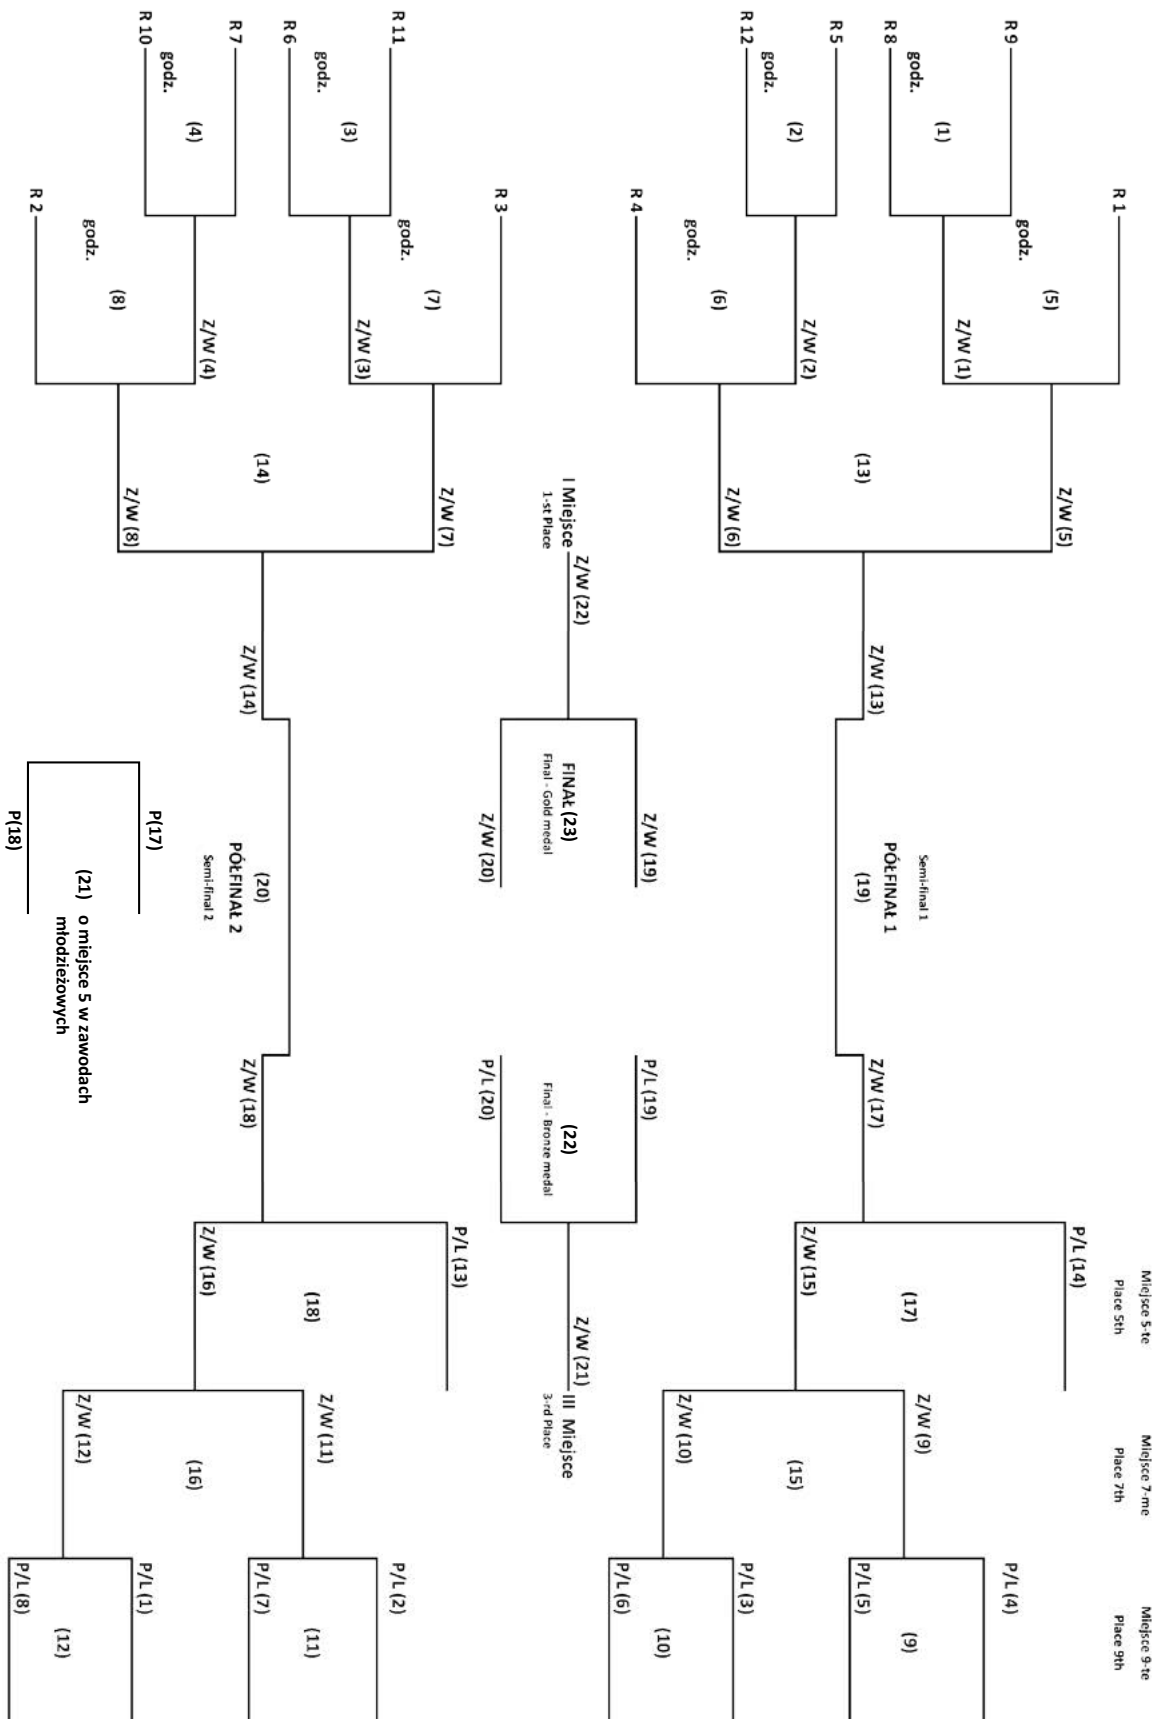 Miejsce 5-te
Miejsce 7-me
Miejsce 9-te
R 1
Place 5th
Place 7th
Place 9th
P/L (14)
Z/W (5)
(5)
godz.
R 9
P/L (4)
Z/W (1)
(1)
Semi-final 1
Z/W (9)
(17)
(9)
godz.
R 8
PÓŁFINAŁ 1
Z/W (13)
Z/W (17)
(13)
(19)
P/L (5)
R 5
Z/W (2)
Z/W (15)
(2)
(15)
godz.
R 12
P/L (3)
Z/W (6)
(6)
godz.
Z/W (10)
(10)
Z/W (19)
P/L (19)
R 4
P/L (6)
Z/W (22)
Z/W (21)
I Miejsce
FINAŁ (23)
(22)
III Miejsce
1-st Place
Final - Gold medal
Final - Bronze medal
3-rd Place
R 3
Z/W (20)
P/L (20)
P/L (13)
Z/W (7)
(7)
godz.
R 11
P/L (2)
Z/W (3)
(3)
godz.
Z/W (11)
(18)
(11)
R 6
(14)
(20)
P/L (7)
Z/W (14)
Z/W (18)
R 7
PÓŁFINAŁ 2
Z/W (4)
Semi-final 2
Z/W (16)
(4)
(16)
godz.
P(17)
R 10
P/L (1)
Z/W (8)
(8)
godz.
(21) o miejsce 5 w zawodach
młodzieżowych
Z/W (12)
(12)
R 2
P(18)
P/L (8)